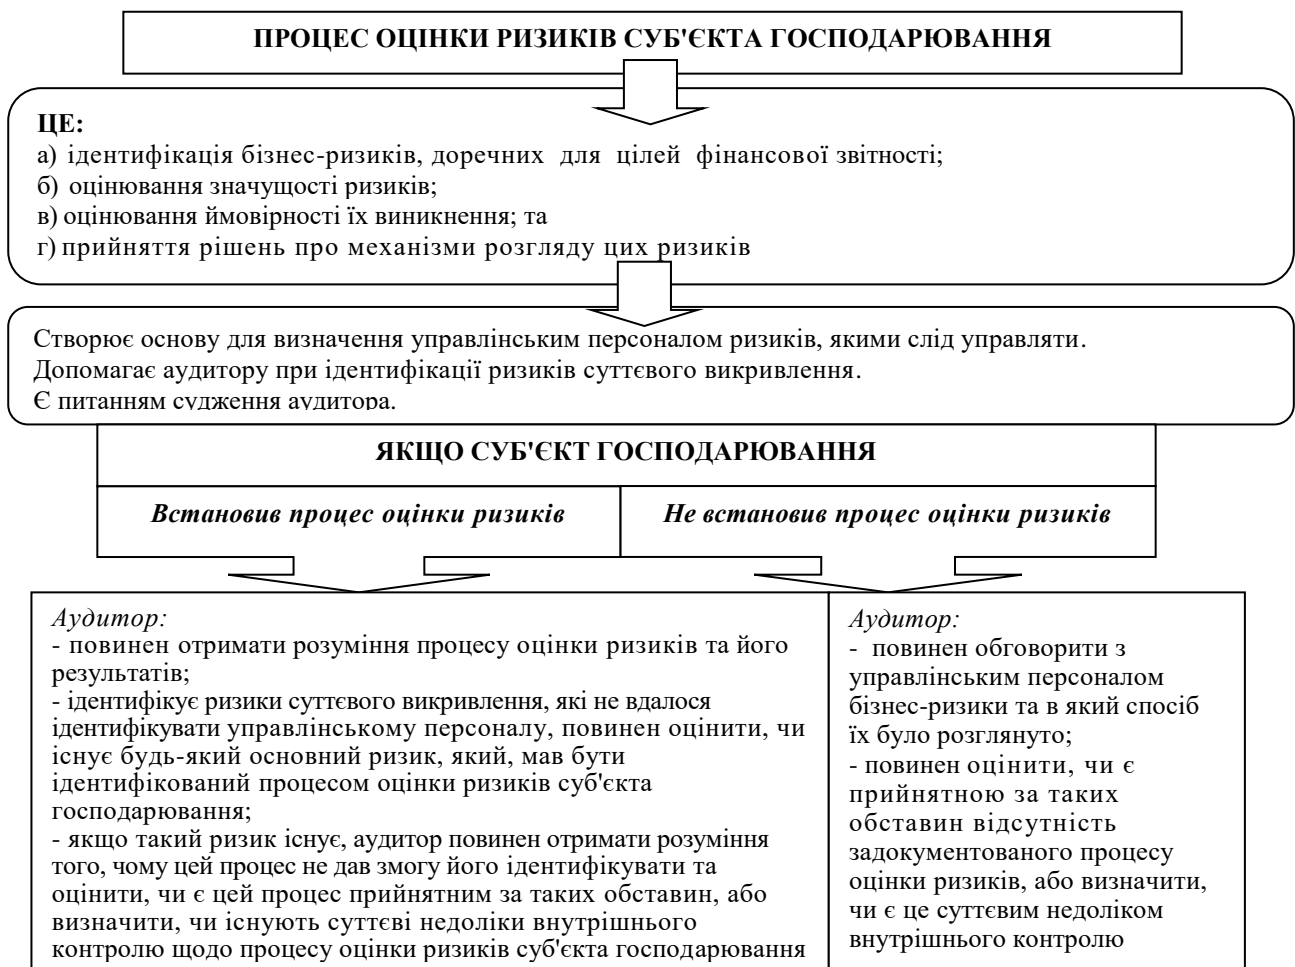 ПРОЦЕС ОЦІНКИ РИЗИКІВ СУБ'ЄКТА ГОСПОДАРЮВАННЯ
ЦЕ:
а) ідентифікація бізнес-ризиків, доречних для цілей фінансової звітності;
б) оцінювання значущості ризиків;
в) оцінювання ймовірності їх виникнення; та
г) прийняття рішень про механізми розгляду цих ризиків
Створює основу для визначення управлінським персоналом ризиків, якими слід управляти.
Допомагає аудитору при ідентифікації ризиків суттєвого викривлення.
Є питанням судження аудитора.
ЯКЩО СУБ'ЄКТ ГОСПОДАРЮВАННЯ
Встановив процес оцінки ризиків
Не встановив процес оцінки ризиків
Аудитор:
- повинен отримати розуміння процесу оцінки ризиків та його
результатів;
- ідентифікує ризики суттєвого викривлення, які не вдалося
ідентифікувати управлінському персоналу, повинен оцінити, чи
існує будь-який основний ризик, який, мав бути
ідентифікований процесом оцінки ризиків суб'єкта
господарювання;
- якщо такий ризик існує, аудитор повинен отримати розуміння
того, чому цей процес не дав змогу його ідентифікувати та
оцінити, чи є цей процес прийнятним за таких обставин, або
визначити, чи існують суттєві недоліки внутрішнього
контролю щодо процесу оцінки ризиків суб'єкта господарювання
Аудитор:
- повинен обговорити з
управлінським персоналом
бізнес-ризики та в який спосіб
їх було розглянуто;
- повинен оцінити, чи є
прийнятною за таких
обставин відсутність
задокументованого процесу
оцінки ризиків, або визначити,
чи є це суттєвим недоліком
внутрішнього контролю